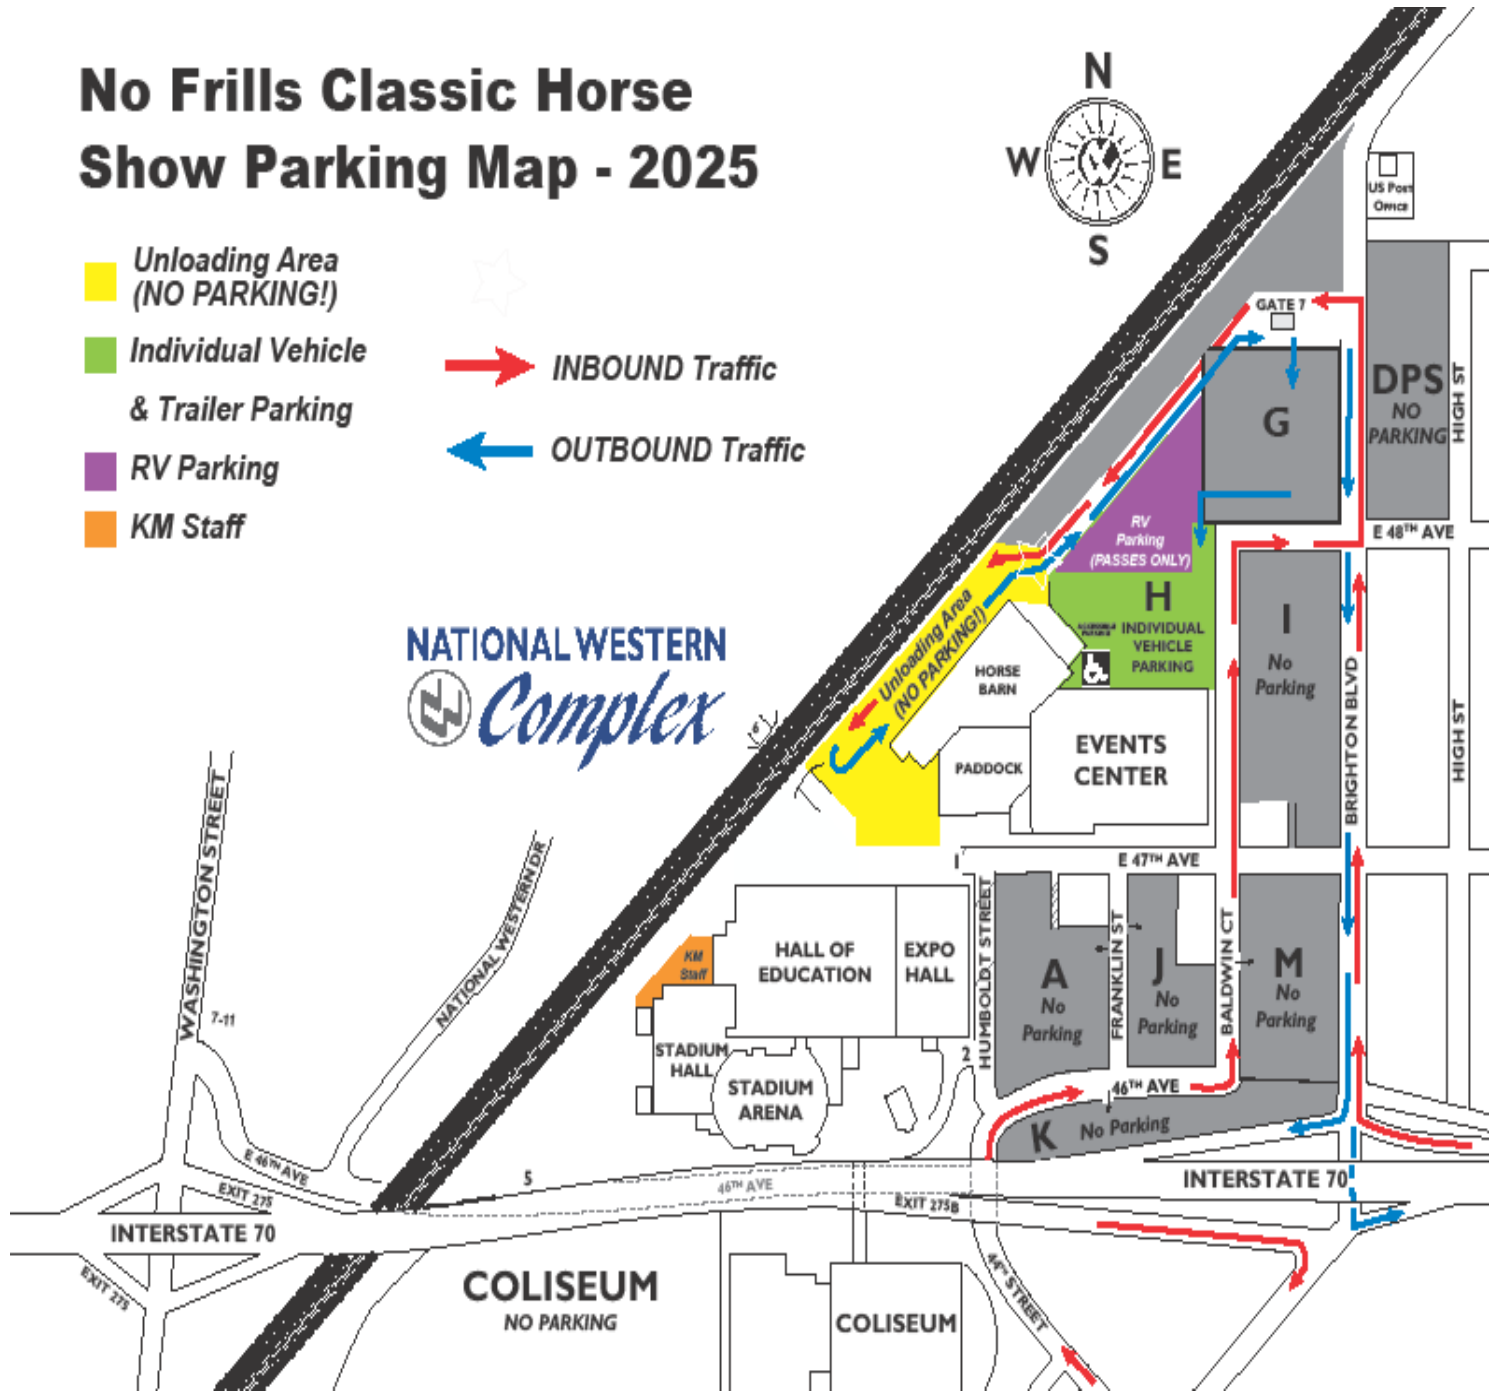 No Frills Classic Horse
Show Parking Map - 2025
N
W
E
S
Unloading Area
(NO PARKING!)
Individual Vehicle
& Trailer Parking
RV Parking
KM Staff
INBOUND Traffic
OUTBOUND Traffic
US Post
Office
GATE 7
G
DPS
NO
PARKING
HIGH ST
E 48TH AVE
RV
Parking
(PASSES ONLY)
H
INDIVIDUAL
VEHICLE
PARKING
Unloading Area
(NO PARKING!)
HORSE
BARN
I
No
Parking
BRIGHTON BLVD
HIGH ST
NATIONAL WESTERN
Complex
PADDOCK
EVENTS
CENTER
1
E 47TH AVE
WASHINGTON STREET
NATIONAL WESTERN DR
7-11
KM
Staff
HALL OF
EDUCATION
EXPO
HALL
HUMBOLDT STREET
A
No
Parking
FRANKLIN ST
J
No
Parking
BALDWIN CT
M
No
Parking
2
STADIUM
HALL
STADIUM
ARENA
46TH AVE
K
No Parking
E 46TH AVE
EXIT 275
5
46TH AVE
EXIT 275B
INTERSTATE 70
INTERSTATE 70
EXIT 275
COLISEUM
NO PARKING
COLISEUM
44TH STREET